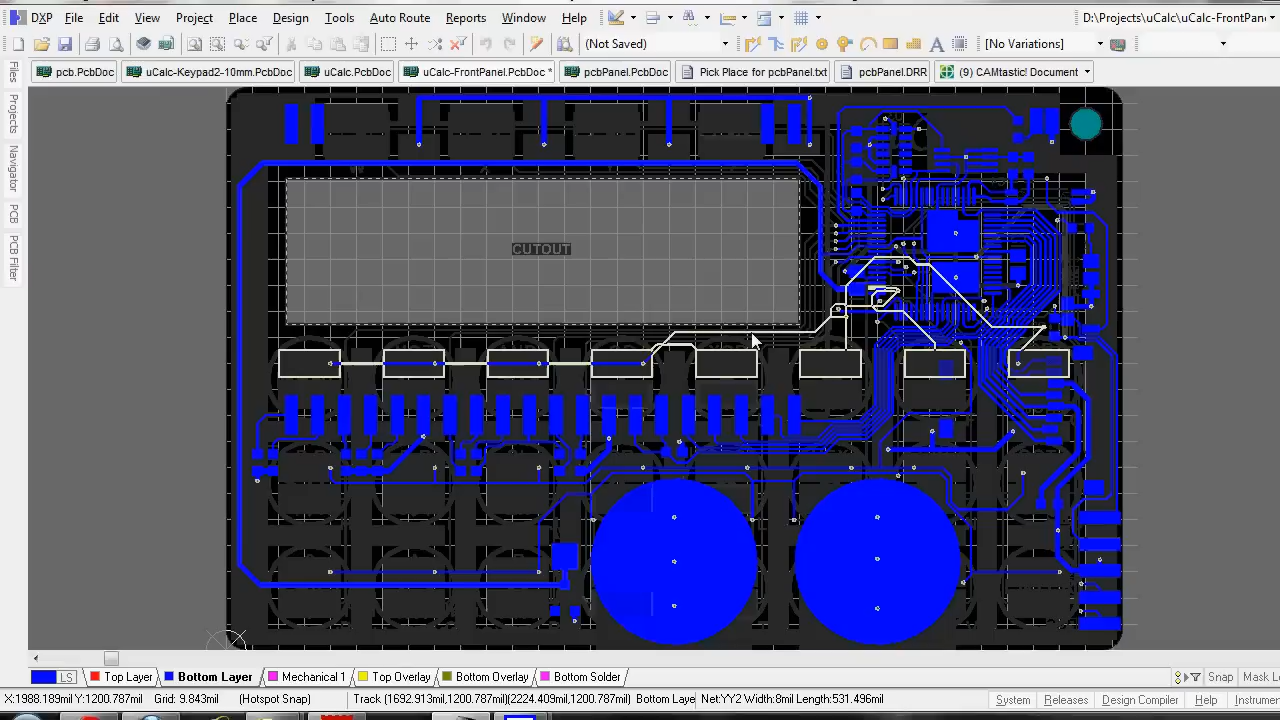 DXP File Edit View Project Place Design Tools Auto Route Reports Window Help D:\Projects\uCalc\uCalc-FrontPan
(Not Saved) [No Variations]
pcb.PcbDoc uCalc-Keypad2-10mm.PcbDoc uCalc.PcbDoc uCalc-FrontPanel.PcbDoc * pcbPanel.PcbDoc Pick Place for pcbPanel.txt pcbPanel.DRR (9) CAMtastic! Document
Files
Projects
Navigator
PCB
PCB Filter
CUTOUT
LS Top Layer Bottom Layer Mechanical 1 Top Overlay Bottom Overlay Bottom Solder Snap Mask L
X:1988.189mil Y:1200.787mil Grid: 9.843mil (Hotspot Snap) Track (1692.913mil,1200.787mil)(2224.409mil,1200.787mil) Bottom Laye Net:YY2 Width:8mil Length:531.496mil System Releases Design Compiler Help Instrume